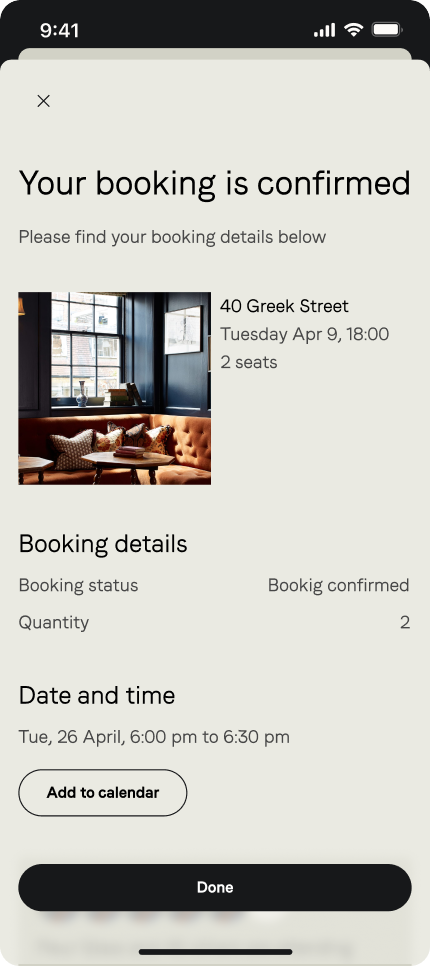 9:41
Your booking is confirmed
Please find your booking details below
40 Greek Street
Tuesday Apr 9, 18:00
2 seats
Booking details
Booking status Bookig confirmed
Quantity 2
Date and time
Tue, 26 April, 6:00 pm to 6:30 pm
Add to calendar
Done